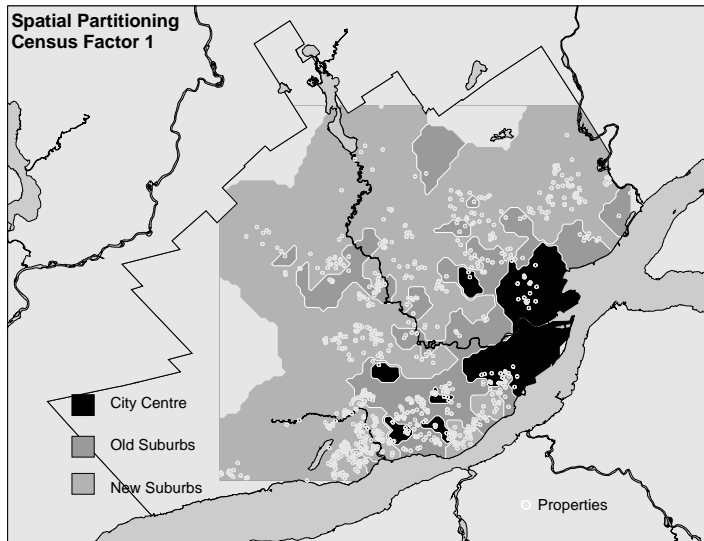 Spatial Partitioning
Census Factor 1
City Centre
Old Suburbs
New Suburbs
Properties